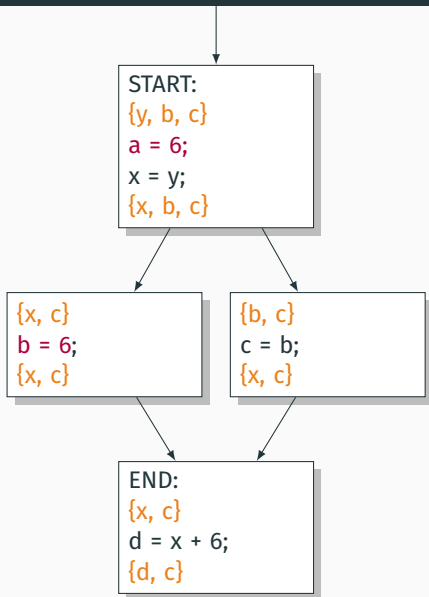 START:
{y, b, c}
a = 6;
x = y;
{x, b, c}
{x, c}
b = 6;
{x, c}
{b, c}
c = b;
{x, c}
END:
{x, c}
d = x + 6;
{d, c}